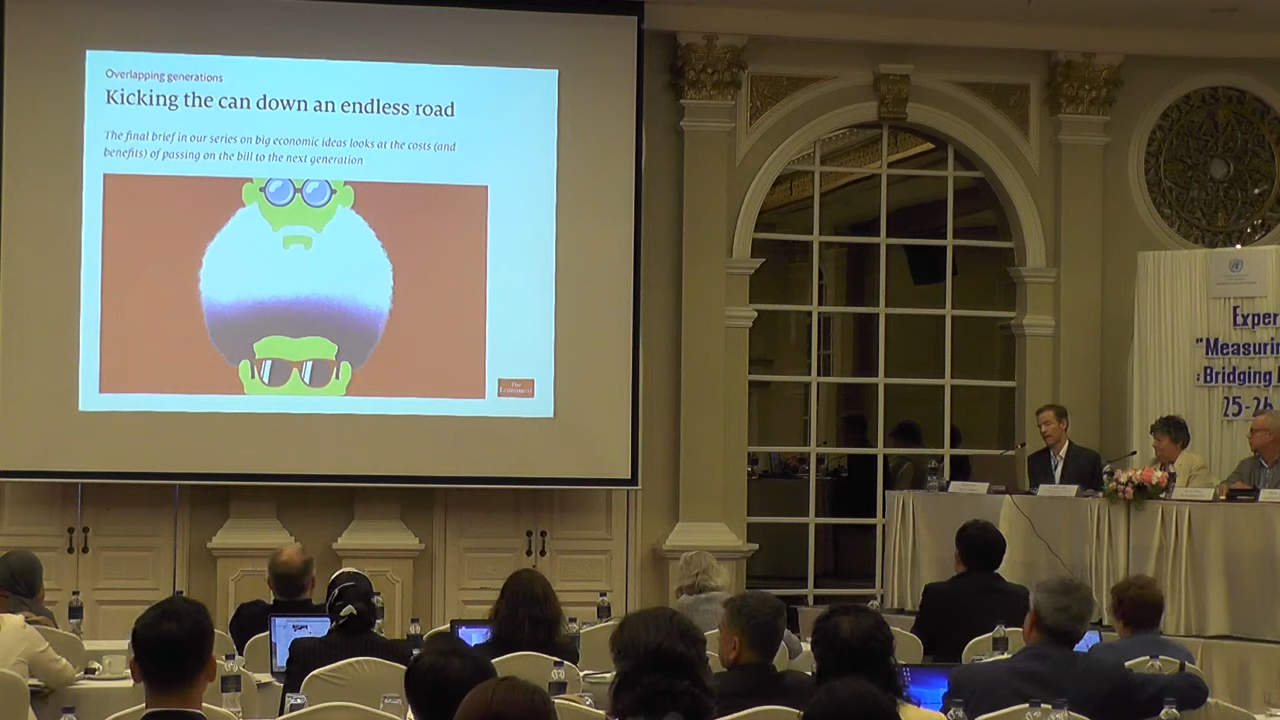 Overlapping generations
Kicking the can down an endless road
The final brief in our series on big economic ideas looks at the costs (and
benefits) of passing on the bill to the next generation
The
Economist
Exper
"Measurin
: Bridging
25-26